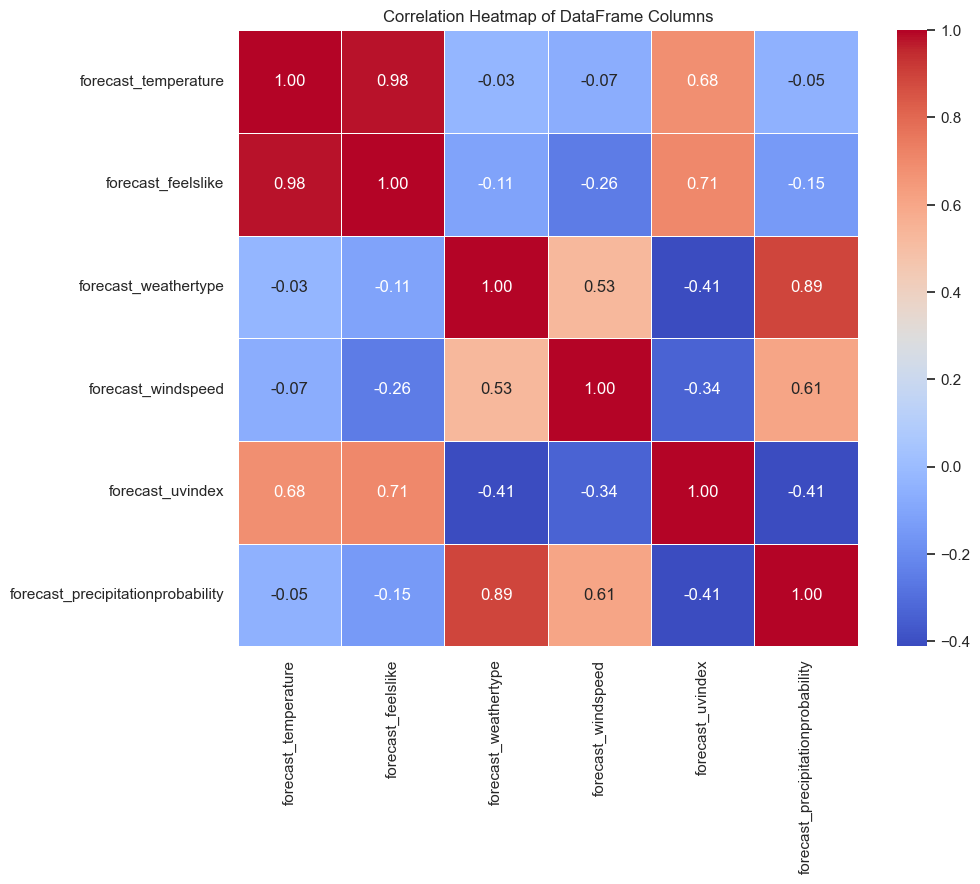 Correlation Heatmap of DataFrame Columns
forecast_temperature 1.00 0.98 -0.03 -0.07 0.68 -0.05
forecast_feelslike 0.98 1.00 -0.11 -0.26 0.71 -0.15
forecast_weathertype -0.03 -0.11 1.00 0.53 -0.41 0.89
forecast_windspeed -0.07 -0.26 0.53 1.00 -0.34 0.61
forecast_uvindex 0.68 0.71 -0.41 -0.34 1.00 -0.41
forecast_precipitationprobability -0.05 -0.15 0.89 0.61 -0.41 1.00
forecast_temperature
forecast_feelslike
forecast_weathertype
forecast_windspeed
forecast_uvindex
forecast_precipitationprobability
1.0
0.8
0.6
0.4
0.2
0.0
−0.2
−0.4